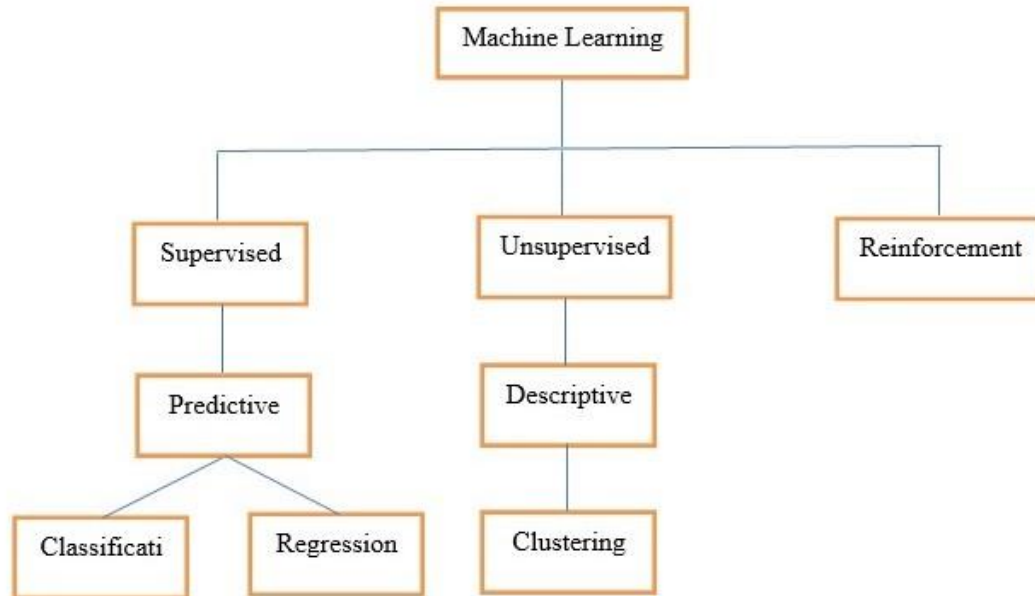 Machine Learning
Supervised
Unsupervised
Reinforcement
Predictive
Descriptive
Classificati
Regression
Clustering